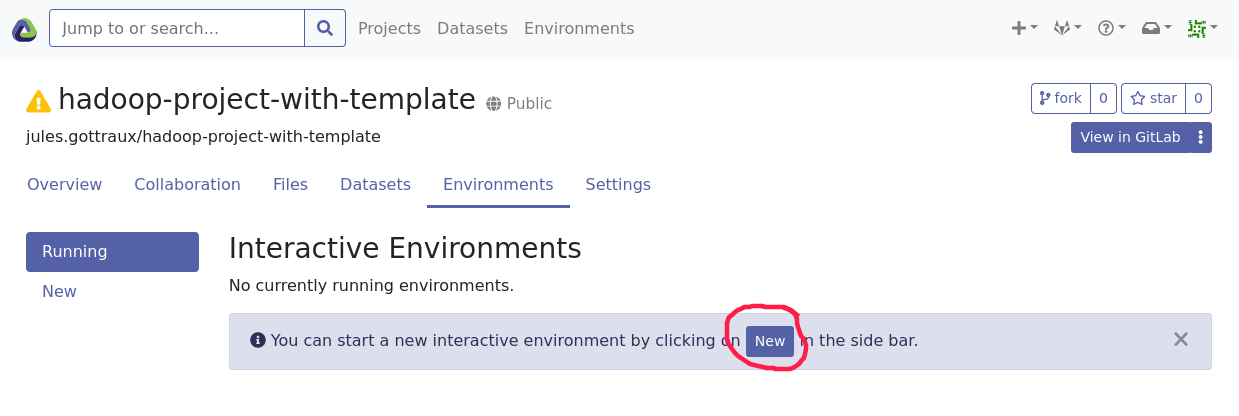 Jump to or search... Projects Datasets Environments
hadoop-project-with-template Public fork 0 star 0
jules.gottraux/hadoop-project-with-template View in GitLab
Overview Collaboration Files Datasets Environments Settings
Running
New
Interactive Environments
No currently running environments.
You can start a new interactive environment by clicking on New in the side bar.